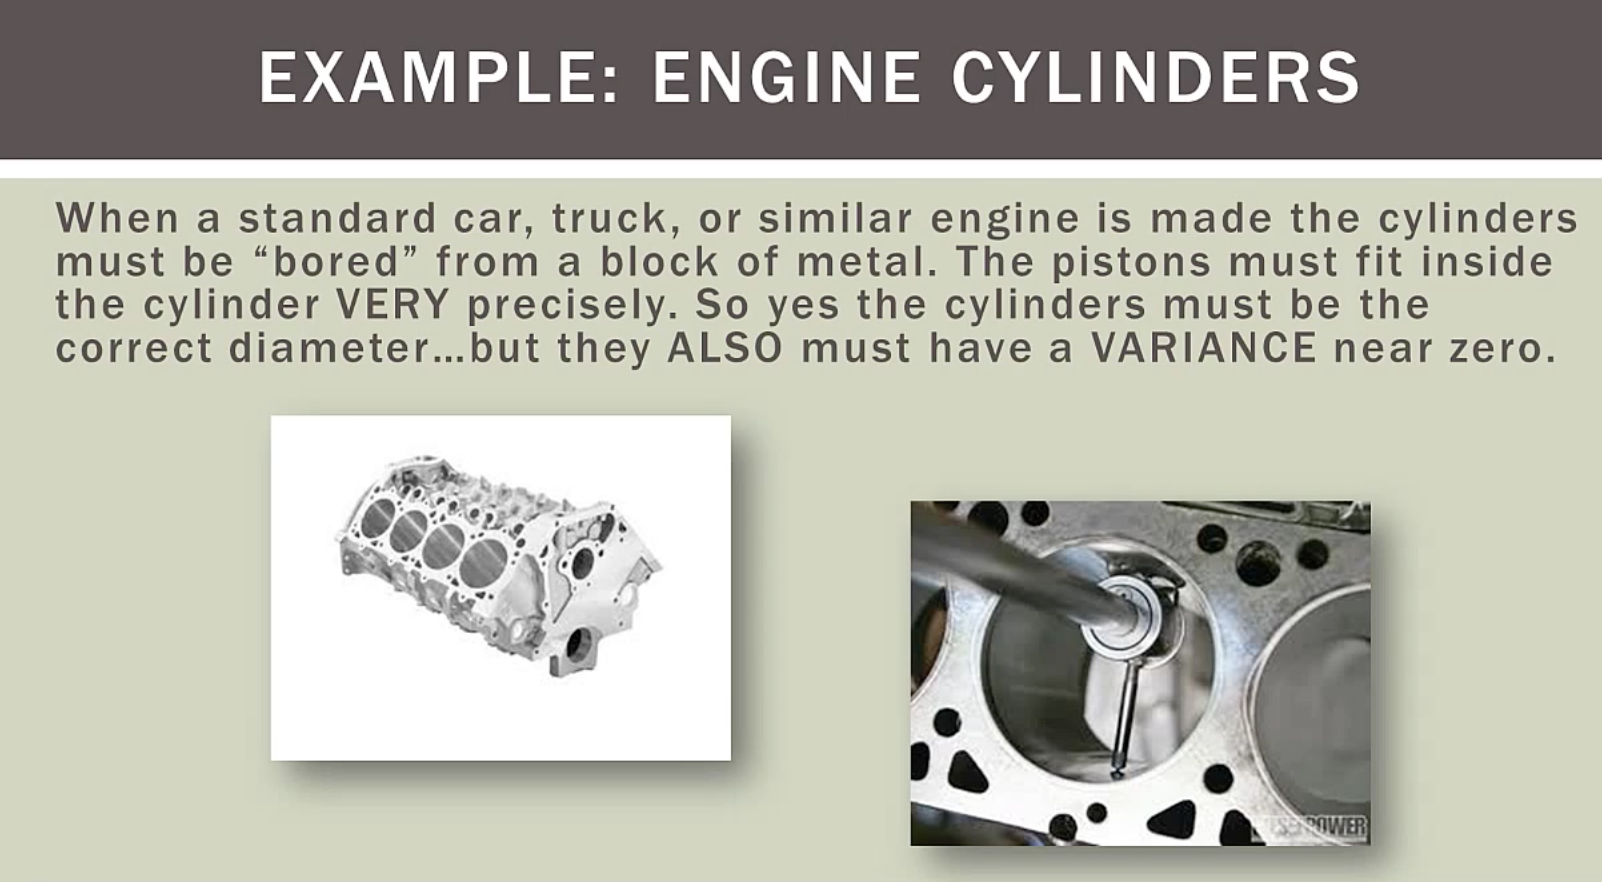 EXAMPLE: ENGINE CYLINDERS
When a standard car, truck, or similar engine is made the cylinders
must be “bored” from a block of metal. The pistons must fit inside
the cylinder VERY precisely. So yes the cylinders must be the
correct diameter…but they ALSO must have a VARIANCE near zero.
POWER